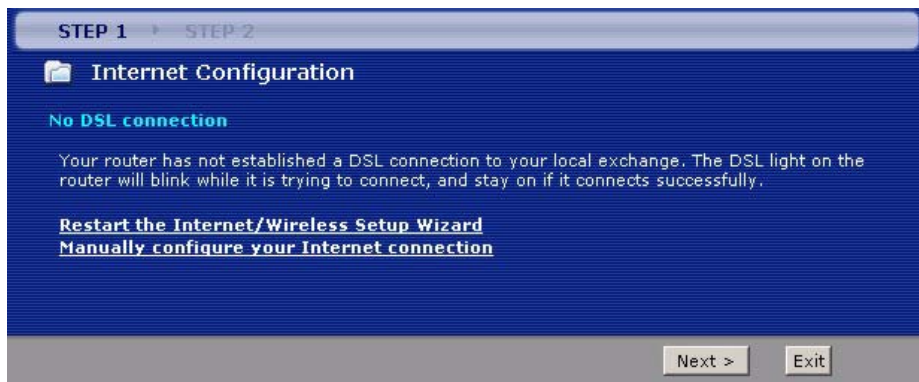 STEP 1 STEP 2
Internet Configuration
No DSL connection
Your router has not established a DSL connection to your local exchange. The DSL light on the
router will blink while it is trying to connect, and stay on if it connects successfully.
Restart the Internet/Wireless Setup Wizard
Manually configure your Internet connection
Next > Exit